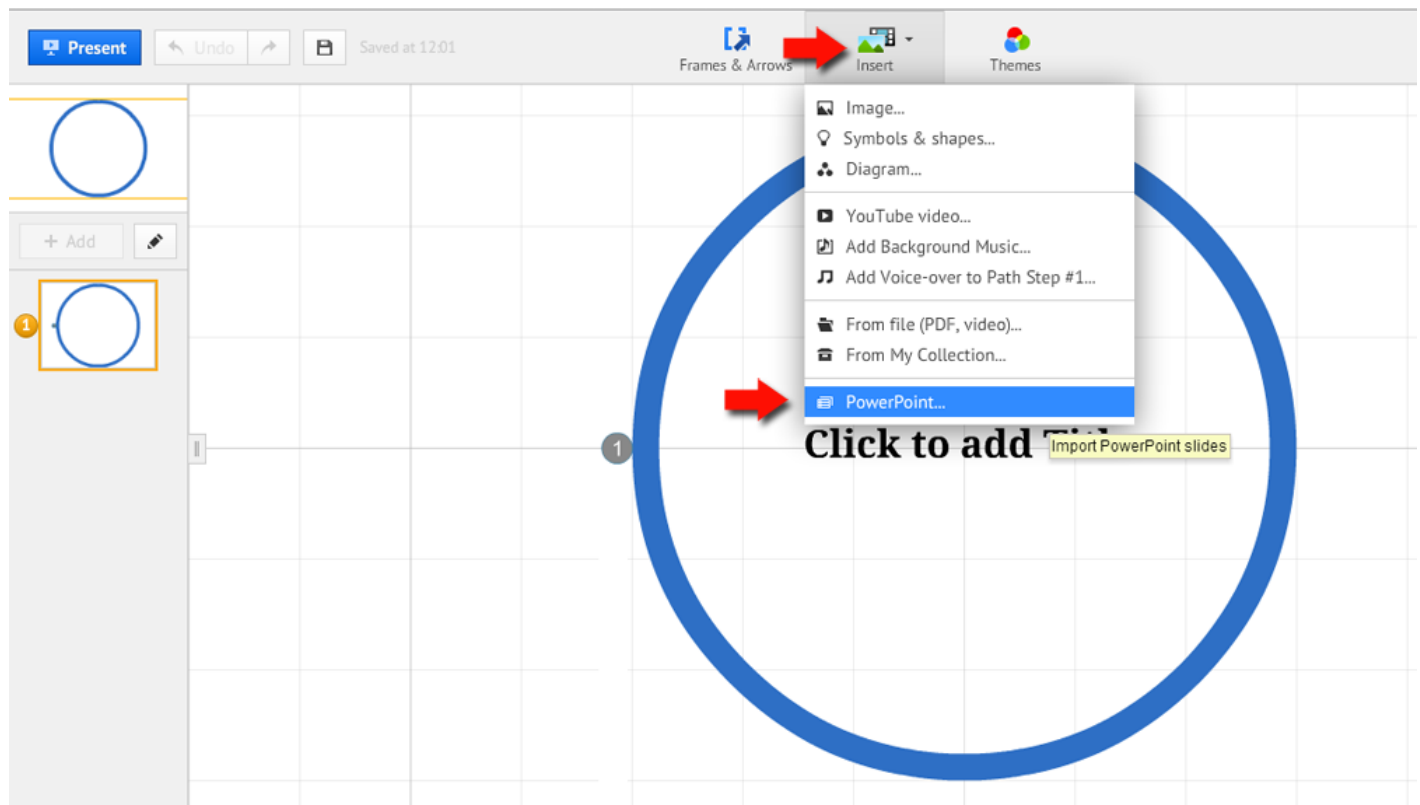 Present
Undo
Saved at 12:01
Frames & Arrows
Insert
Themes
Image...
Symbols & shapes...
Diagram...
+ Add
YouTube video...
Add Background Music...
Add Voice-over to Path Step #1...
1
From file (PDF, video)...
From My Collection...
PowerPoint...
1
Click to add
Import PowerPoint slides